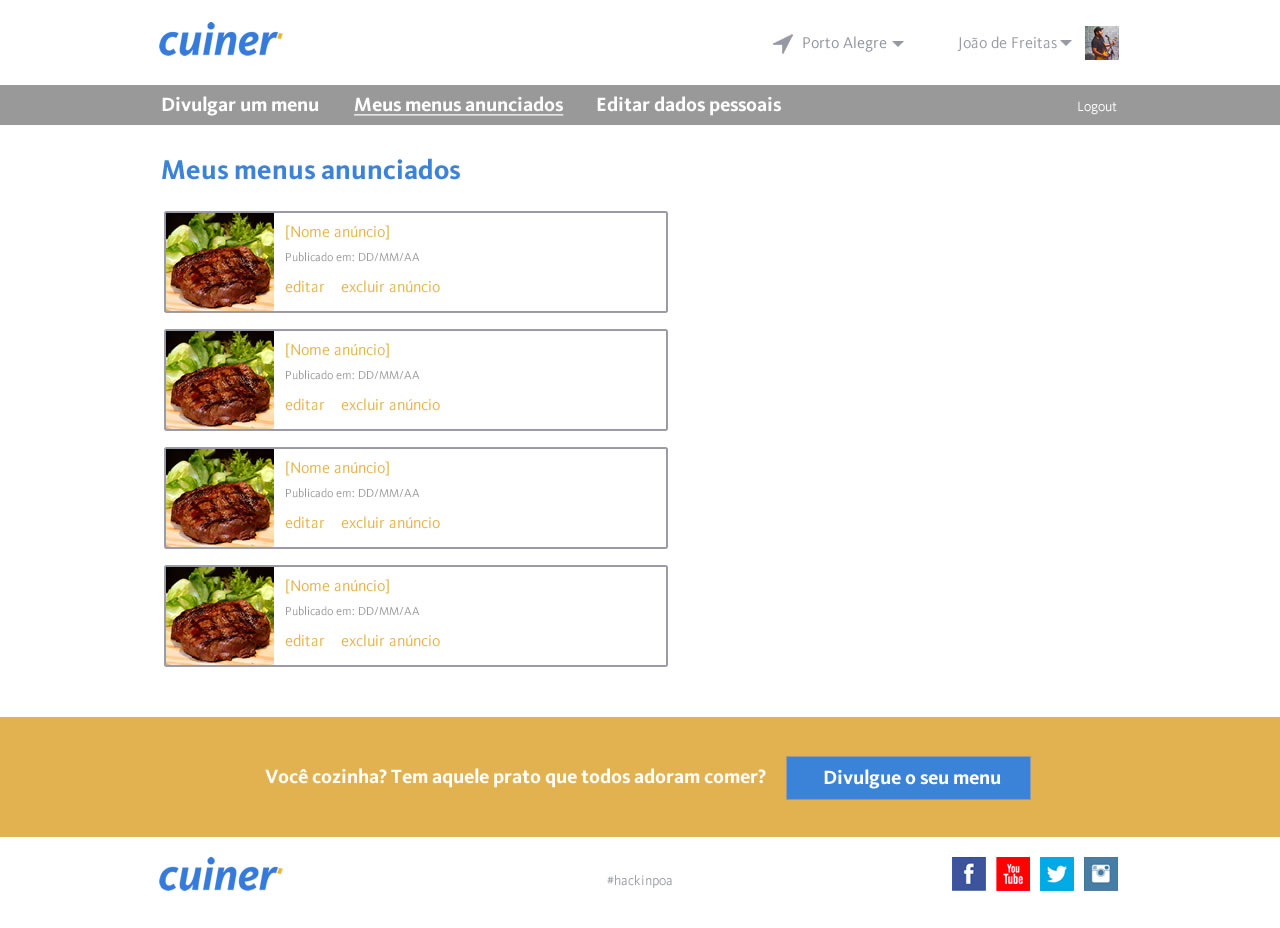 cuiner
Porto Alegre
João de Freitas
Divulgar um menu
Meus menus anunciados
Editar dados pessoais
Logout
Meus menus anunciados
[Nome anúncio]
Publicado em: DD/MM/AA
editar excluir anúncio
[Nome anúncio]
Publicado em: DD/MM/AA
editar excluir anúncio
[Nome anúncio]
Publicado em: DD/MM/AA
editar excluir anúncio
[Nome anúncio]
Publicado em: DD/MM/AA
editar excluir anúncio
Você cozinha? Tem aquele prato que todos adoram comer?
Divulgue o seu menu
cuiner
#hackinpoa
f
You
Tube